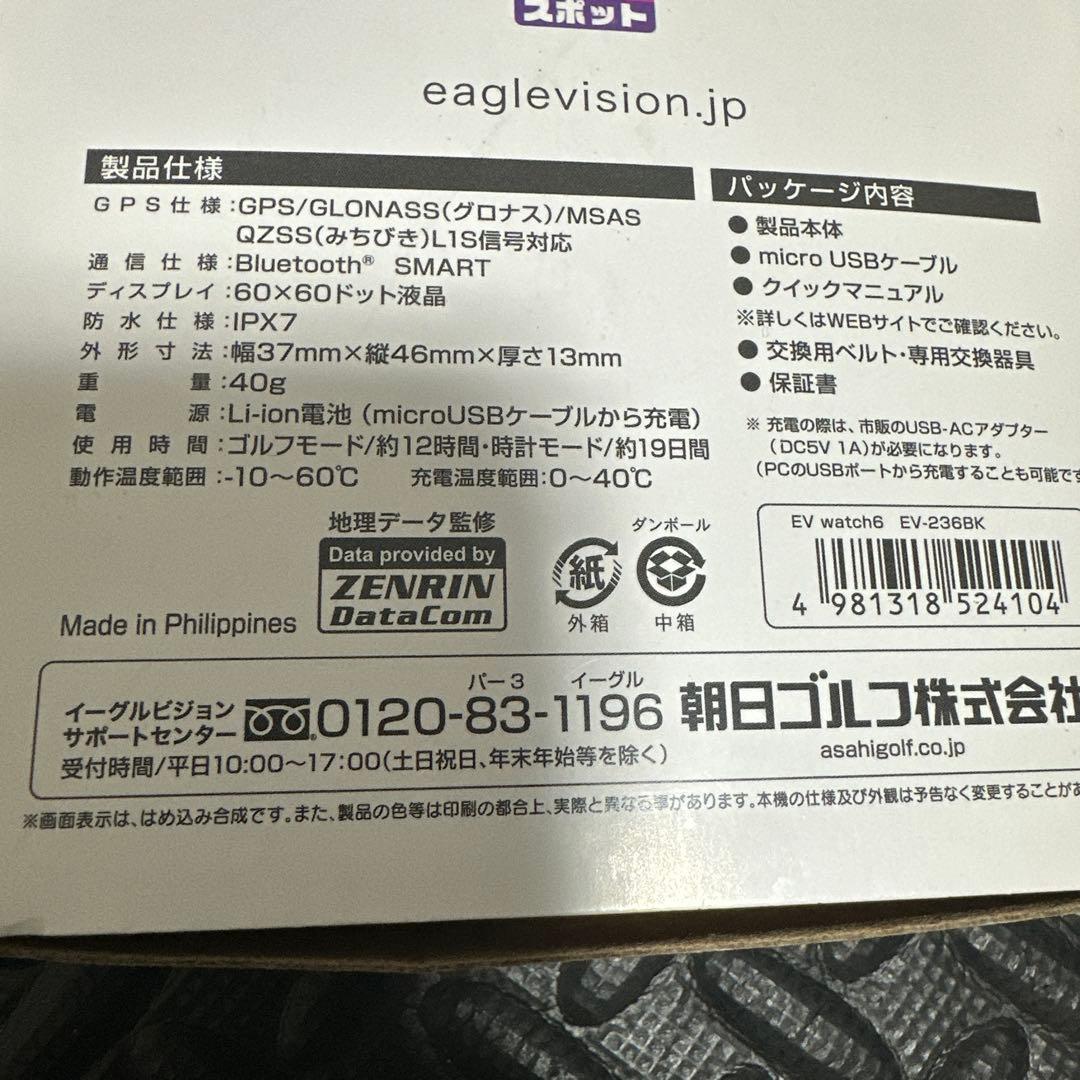 スポット
eaglevision.jp
製品仕様
GPS仕様:GPS/GLONASS(グロナス)/MSAS
QZSS(みちびき)L1S信号対応
通信仕様:Bluetooth® SMART
ディスプレイ:60×60ドット液晶
防水仕様:IPX7
外形寸法:幅37mm×縦46mm×厚さ13mm
重量:40g
電源:Li-ion電池(microUSBケーブルから充電)
使用時間:ゴルフモード/約12時間・時計モード/約19日間
動作温度範囲:-10〜60℃ 充電温度範囲:0〜40℃
パッケージ内容
● 製品本体
● micro USBケーブル
● クイックマニュアル
※詳しくはWEBサイトでご確認ください。
● 交換用ベルト・専用交換器具
● 保証書
※ 充電の際は、市販のUSB-ACアダプター
(DC5V 1A)が必要になります。
(PCのUSBポートから充電することも可能です
地理データ監修
Data provided by
ZENRIN
DataCom
Made in Philippines
紙
外箱
ダンボール
中箱
EV watch6 EV-236BK
4 981318 524104
イーグルビジョン
サポートセンター
パー3 イーグル
0120-83-1196
受付時間/平日10:00〜17:00(土日祝日、年末年始等を除く)
朝日ゴルフ株式会社
asahigolf.co.jp
※画面表示は、はめ込み合成です。また、製品の色等は印刷の都合上、実際と異なる事があります。本機の仕様及び外観は予告なく変更することがあ